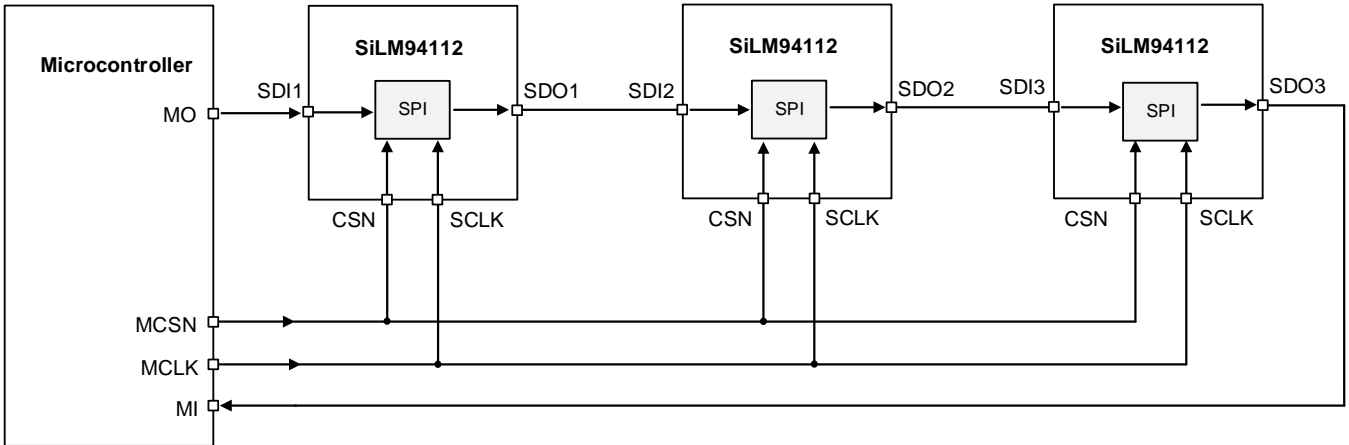 SiLM94112
SiLM94112
SiLM94112
Microcontroller
MO
SDI1
SPI
SDO1
SDI2
SPI
SDO2
SDI3
SPI
SDO3
CSN
SCLK
CSN
SCLK
CSN
SCLK
MCSN
MCLK
MI